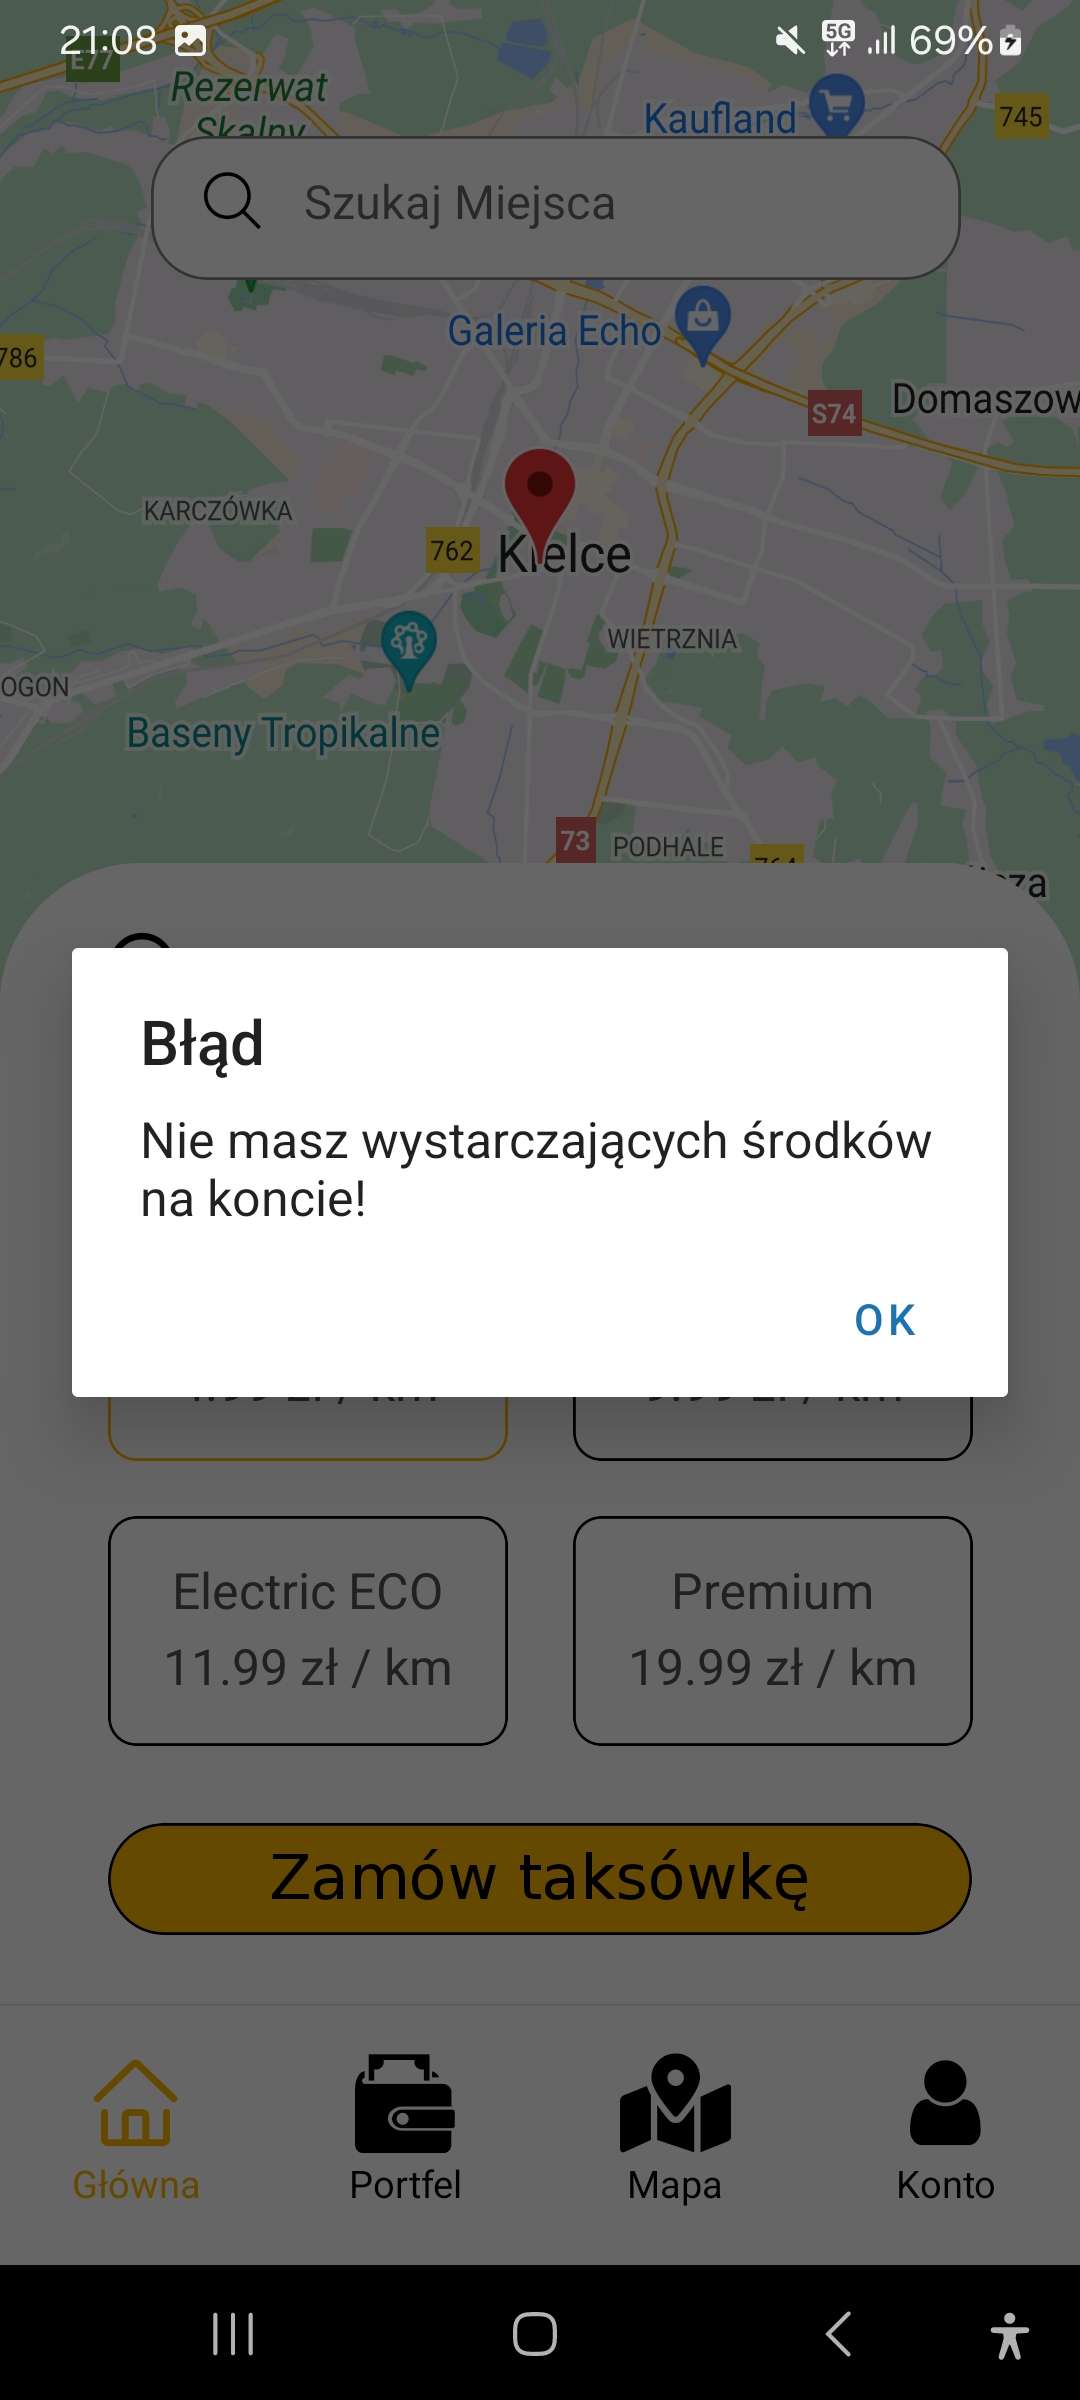 21:08
5G
69%
E77
Rezerwat
Skalny
Kaufland
745
Szukaj Miejsca
Galeria Echo
786
S74
Domaszow
KARCZÓWKA
762
Kielce
WIETRZNIA
OGON
Baseny Tropikalne
73
PODHALE
764
Błąd
Nie masz wystarczających środków
na koncie!
OK
Electric ECO
11.99 zł / km
Premium
19.99 zł / km
Zamów taksówkę
Główna
Portfel
Mapa
Konto